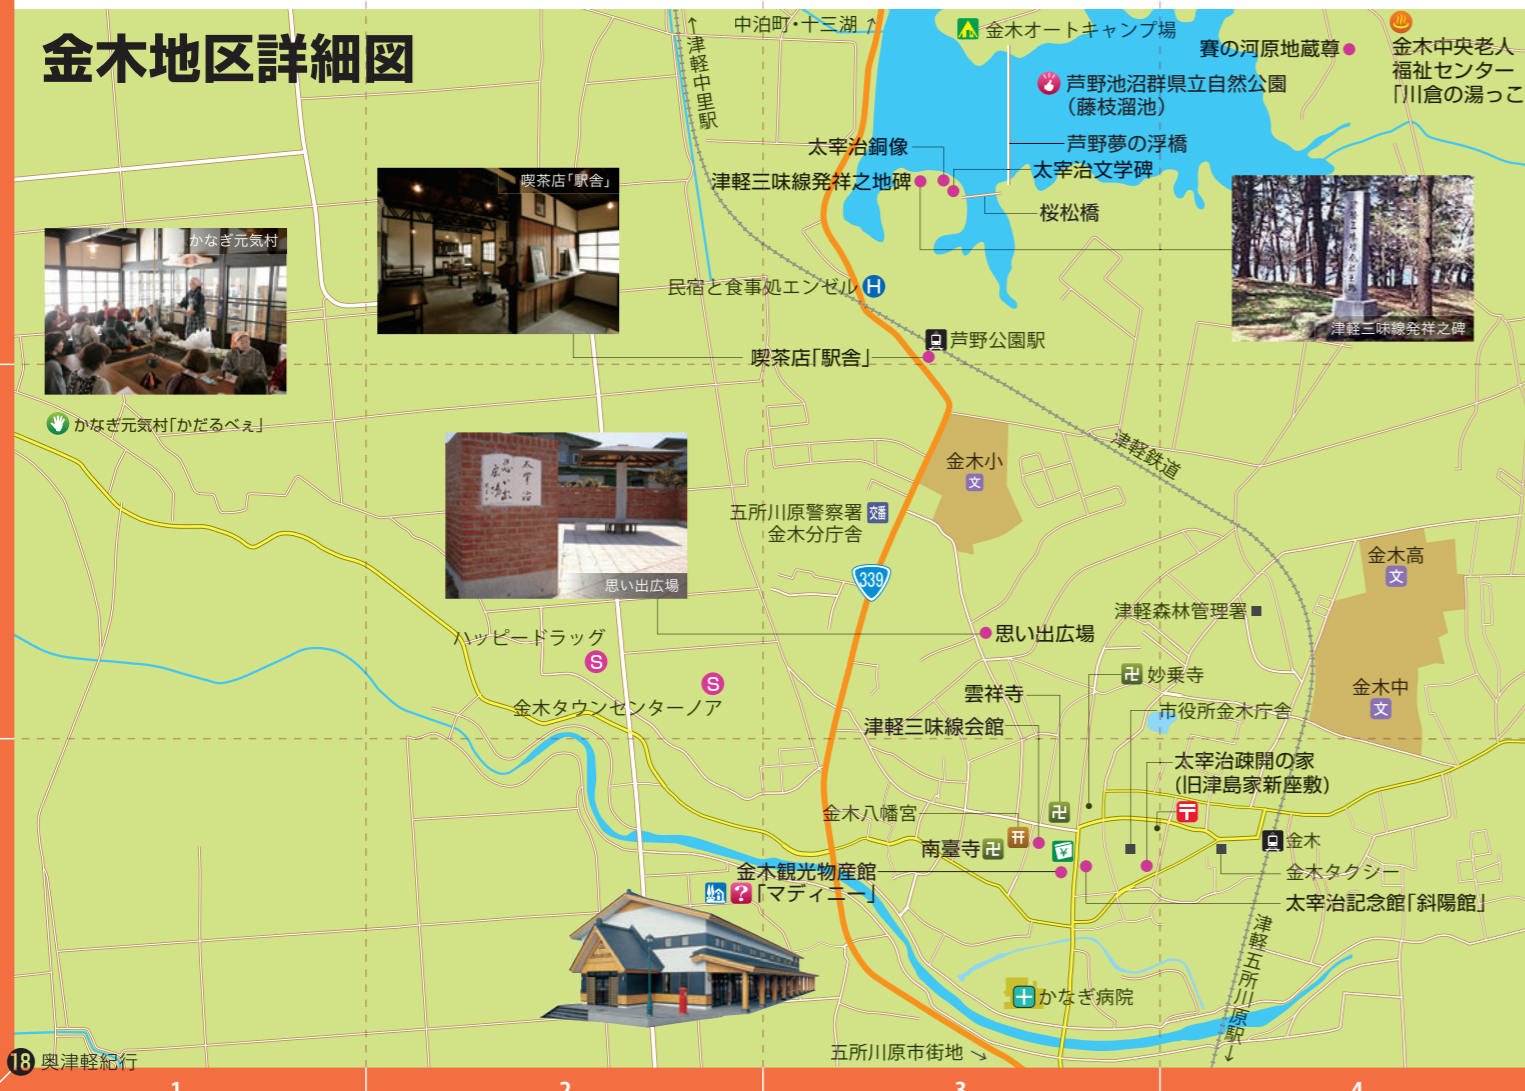 金木地区詳細図
↑津軽中里駅
中泊町・十三湖↗
金木オートキャンプ場
賽の河原地蔵尊
金木中央老人
福祉センター
「川倉の湯っこ
芦野池沼群県立自然公園
（藤枝溜池）
太宰治銅像
芦野夢の浮橋
太宰治文学碑
津軽三味線発祥之地碑
桜松橋
喫茶店「駅舎」
かなぎ元気村
民宿と食事処エンゼル
H
津軽三味線発祥之碑
芦野公園駅
喫茶店「駅舎」
かなぎ元気村「かだるべぇ」
津軽鉄道
金木小
文
太宰治
思い出
広場
五所川原警察署
交番
金木分庁舎
339
思い出広場
金木高
文
津軽森林管理署
思い出広場
ハッピードラッグ
S
S
金木タウンセンターノア
妙乗寺
雲祥寺
金木中
文
市役所金木庁舎
津軽三味線会館
太宰治疎開の家
(旧津島家新座敷)
金木八幡宮
〒
南臺寺
卍
¥
金木
金木観光物産館
?
「マディニー」
金木タクシー
太宰治記念館「斜陽館」
津軽五所川原駅↓
かなぎ病院
五所川原市街地↘
18 奥津軽紀行
1 2 3 4